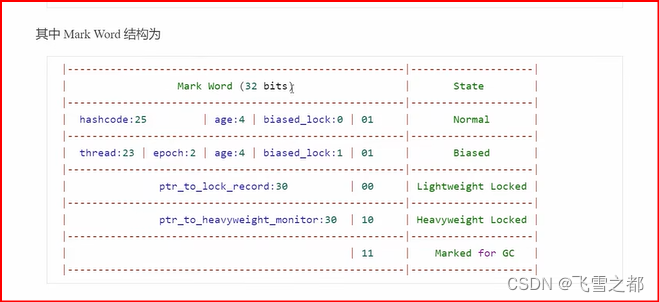 其中 Mark Word 结构为
|-------------------------------------------------------|--------------------|
| Mark Word (32 bits) | State |
|-------------------------------------------------------|--------------------|
| hashcode:25 | age:4 | biased_lock:0 | 01 | Normal |
|-------------------------------------------------------|--------------------|
| thread:23 | epoch:2 | age:4 | biased_lock:1 | 01 | Biased |
|-------------------------------------------------------|--------------------|
| ptr_to_lock_record:30 | 00 | Lightweight Locked |
|-------------------------------------------------------|--------------------|
| ptr_to_heavyweight_monitor:30 | 10 | Heavyweight Locked |
|-------------------------------------------------------|--------------------|
| | 11 | Marked for GC |
|-------------------------------------------------------|--------------------|
CSDN @飞雪之都